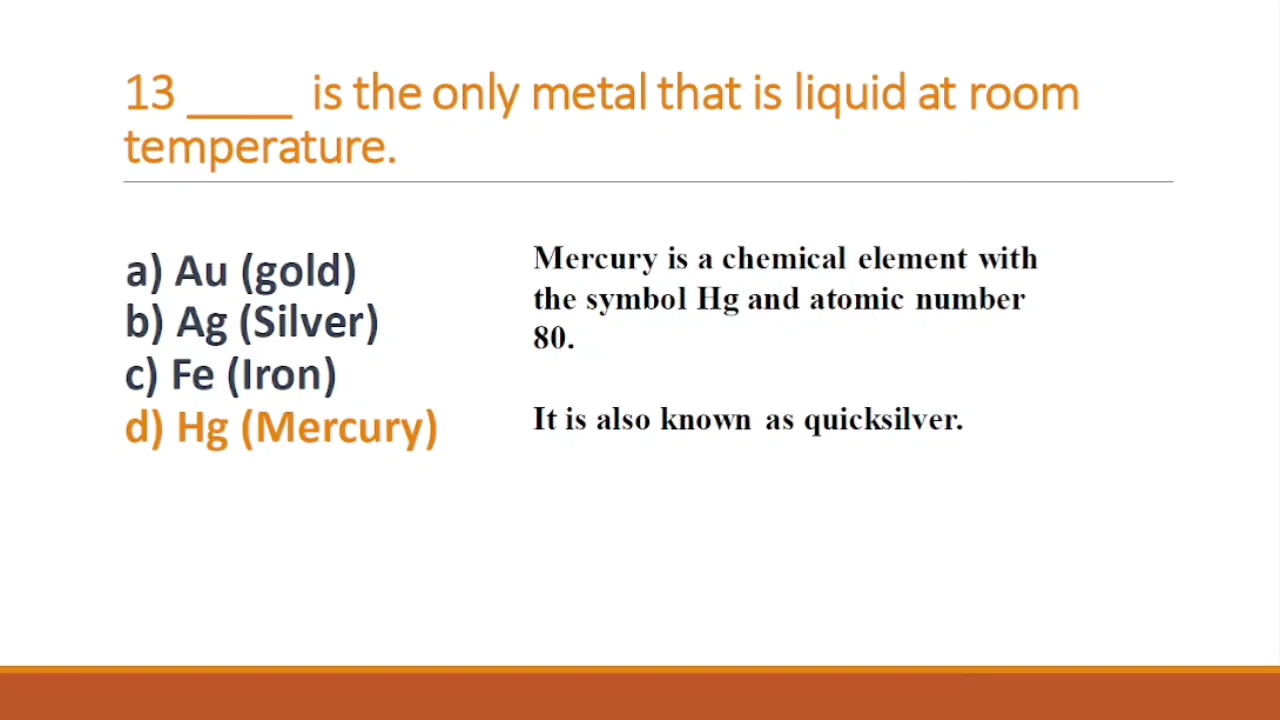 13 ____ is the only metal that is liquid at room
temperature.
a) Au (gold)
b) Ag (Silver)
c) Fe (Iron)
d) Hg (Mercury)
Mercury is a chemical element with
the symbol Hg and atomic number
80.
It is also known as quicksilver.